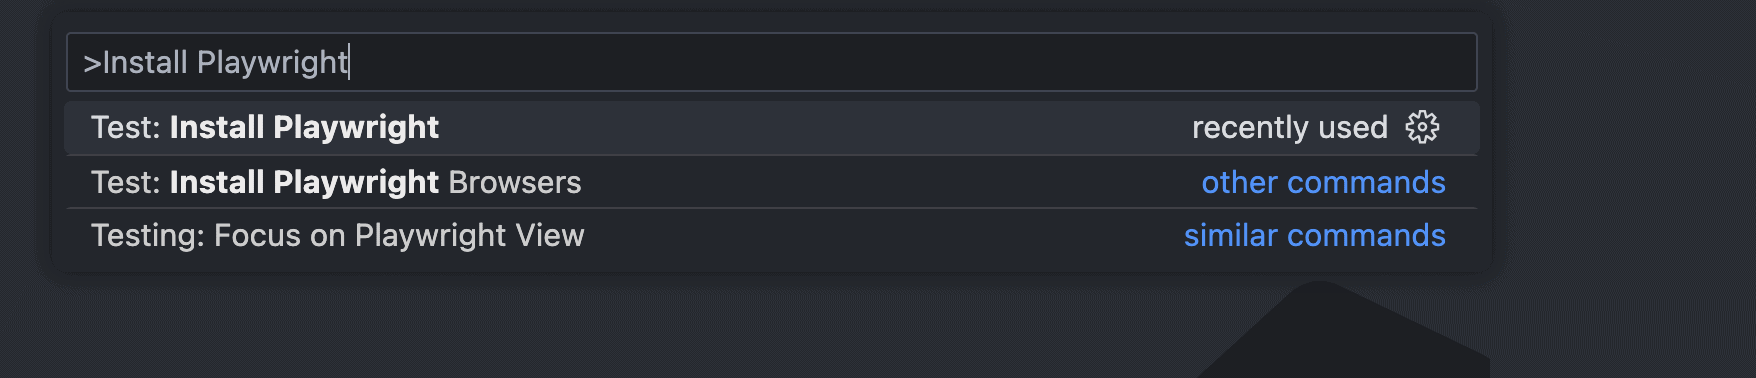 >Install Playwright
Test: Install Playwright recently used
Test: Install Playwright Browsers other commands
Testing: Focus on Playwright View similar commands